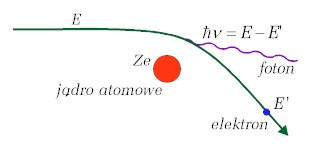 E
ħν = E – E'
Ze
foton
jądro atomowe
E'
elektron